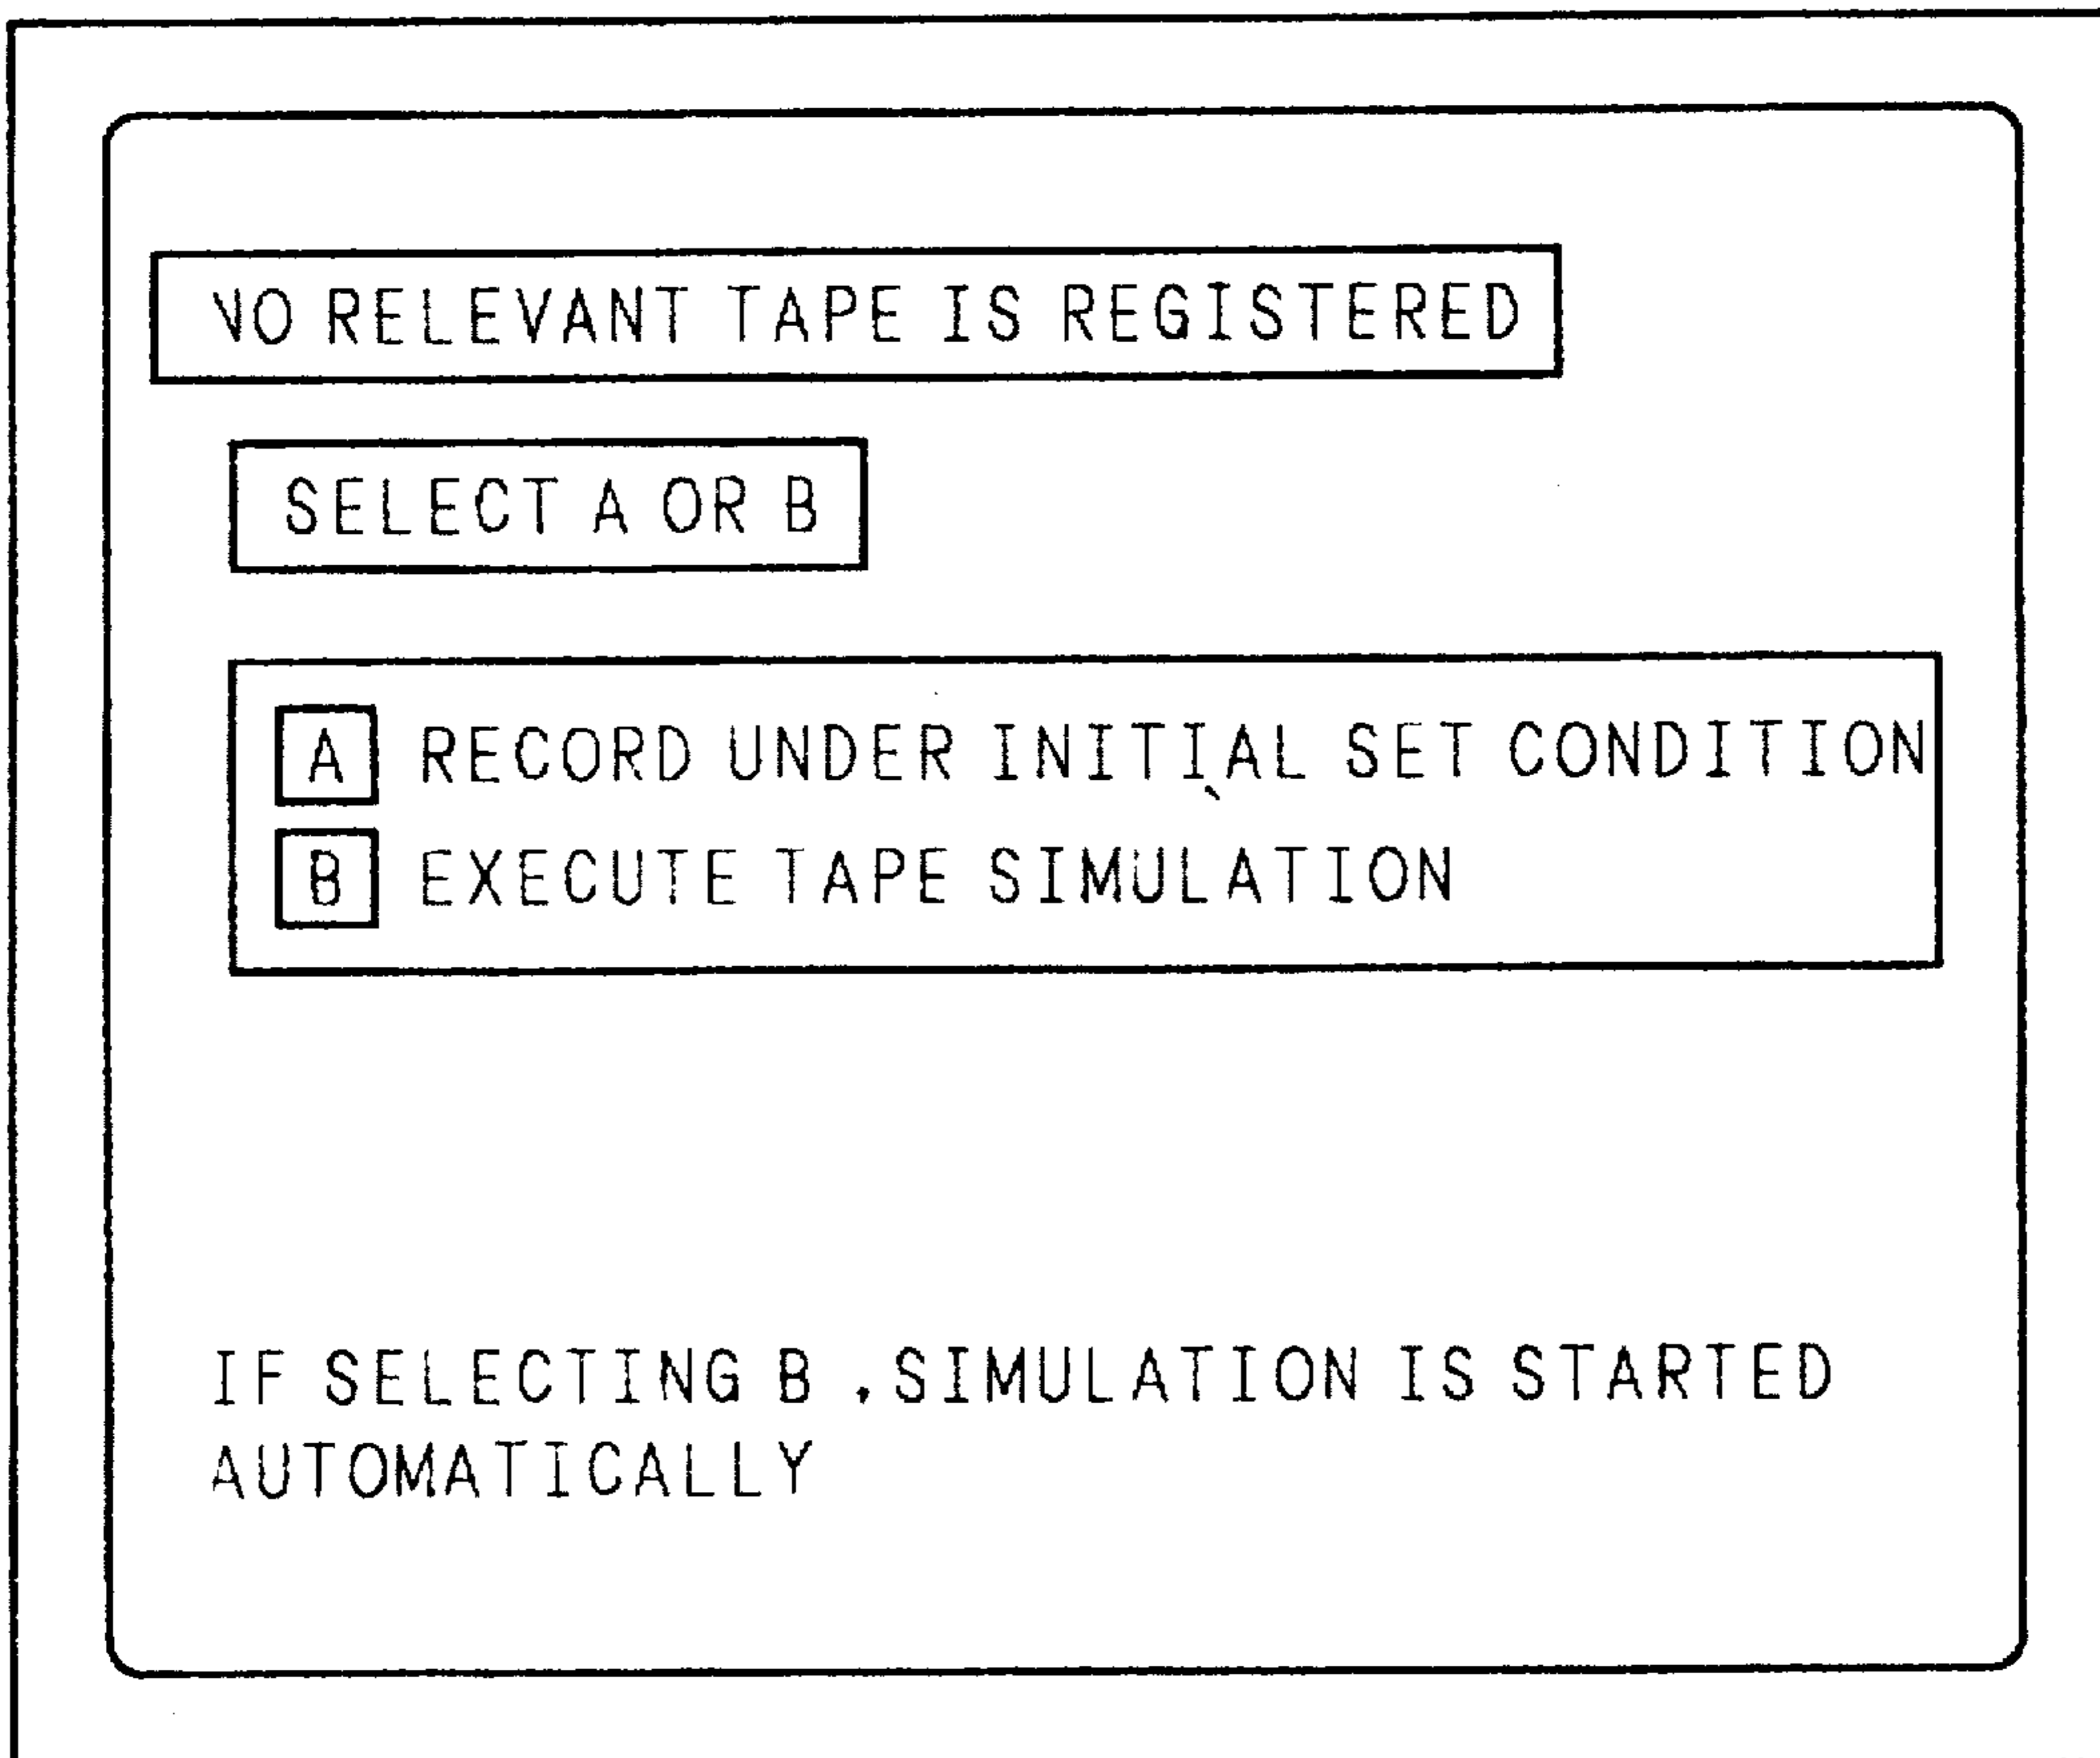 NO RELEVANT TAPE IS REGISTERED
SELECT A OR B
A RECORD UNDER INITIAL SET CONDITION
B EXECUTE TAPE SIMULATION
IF SELECTING B , SIMULATION IS STARTED
AUTOMATICALLY